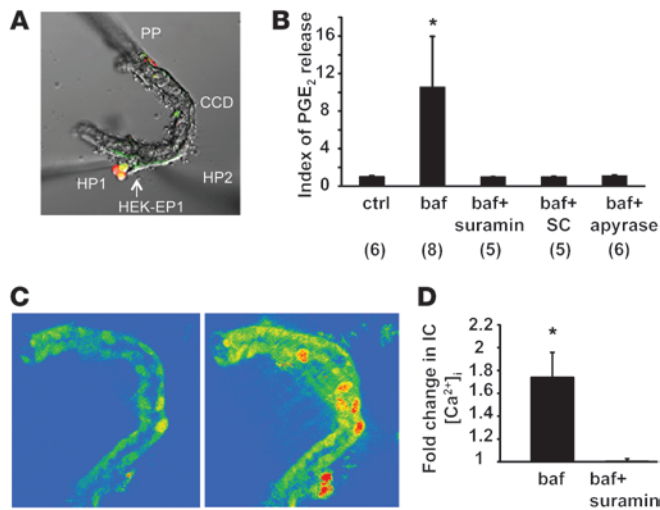 A
PP
CCD
HP1
HP2
HEK-EP1
B
Index of PGE2 release
16
12
8
4
0
*
ctrl baf baf+ baf+ baf+
suramin SC apyrase
(6) (8) (5) (5) (6)
C
D
Fold change in IC
[Ca2+]i
2.2
2
1.8
1.6
1.4
1.2
1
*
baf baf+
suramin